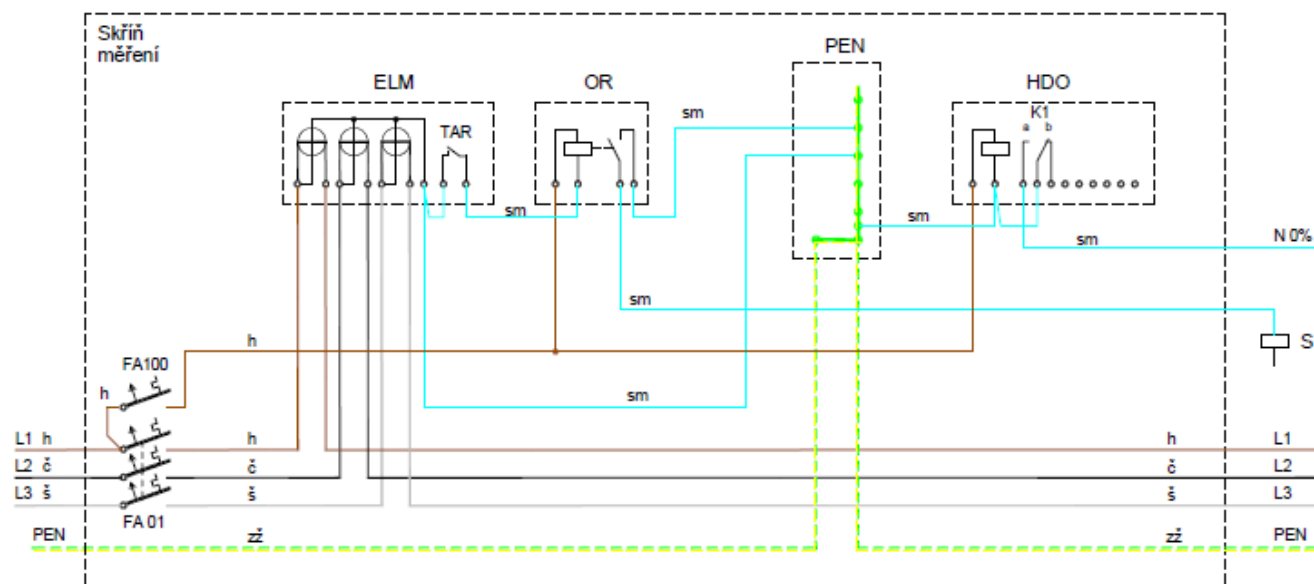 Skříň
měření
PEN
ELM
OR
HDO
K1
a b
TAR
sm
sm
sm
sm
N 0%
sm
S
h
FA100
h
sm
L1 h
h
h
L1
L2 č
č
č
L2
L3 š
š
š
L3
FA 01
PEN
zž
zž
PEN